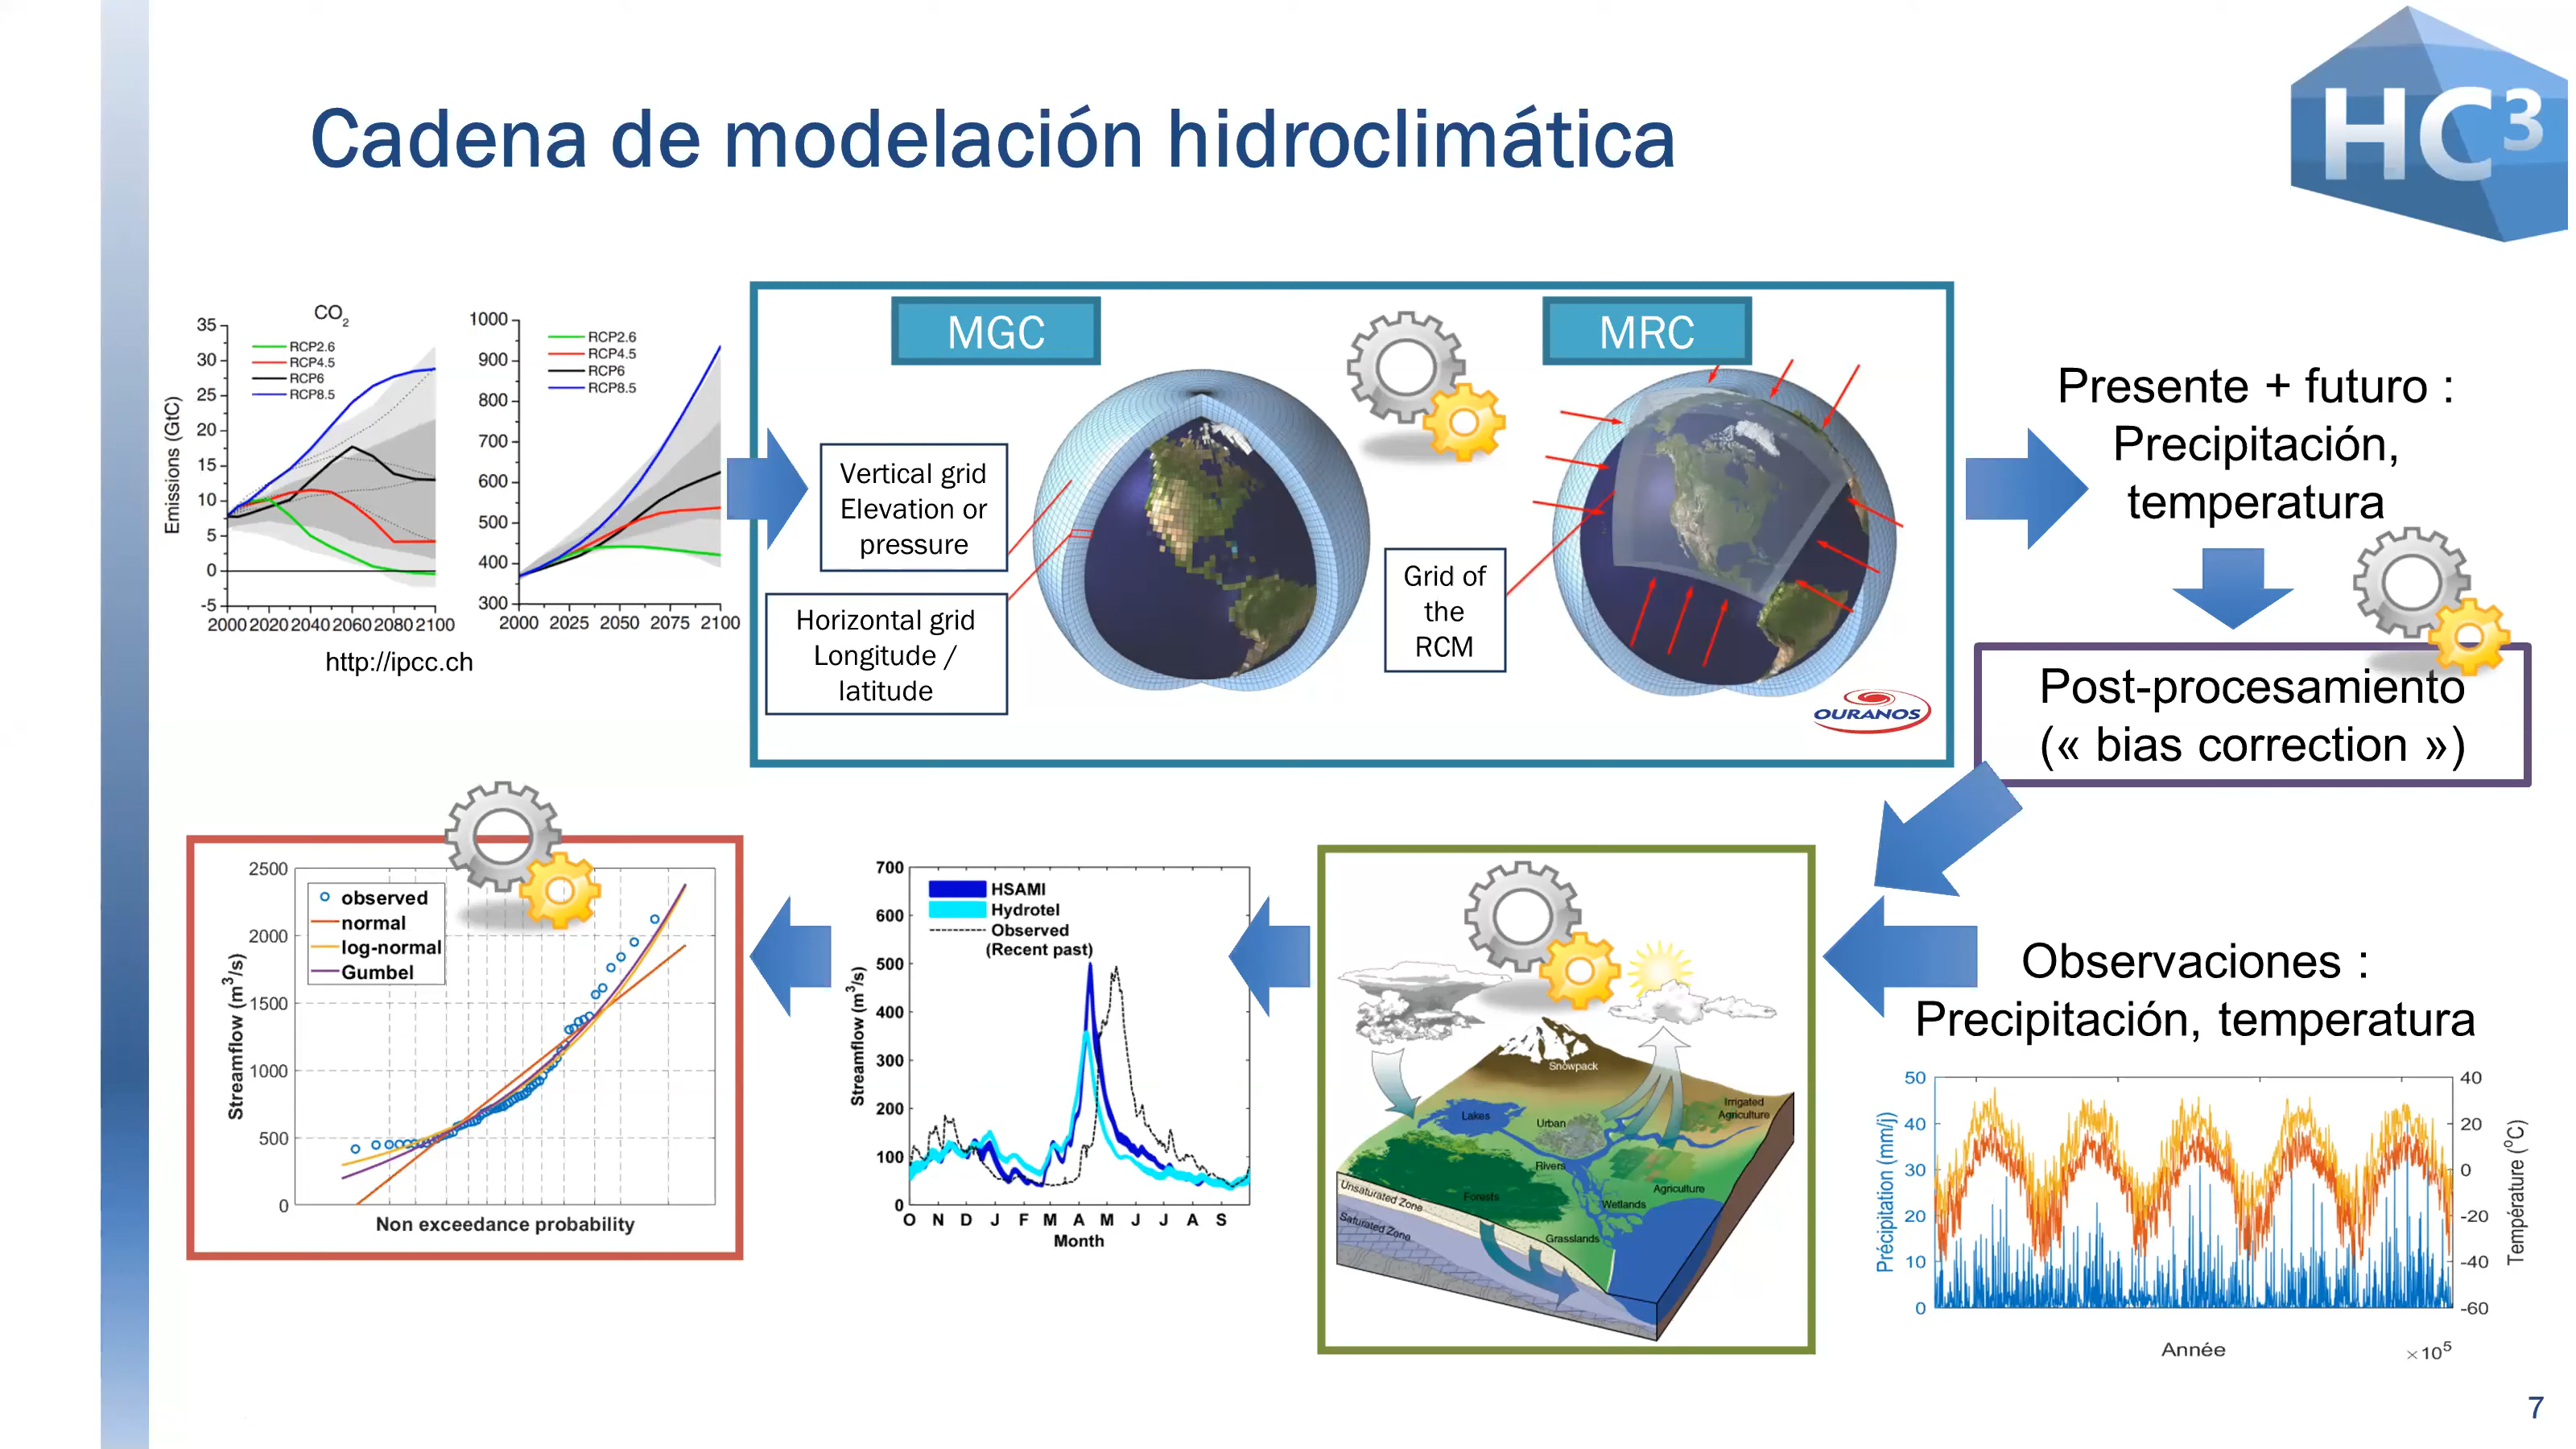 HC³
Cadena de modelación hidroclimática
CO₂
35
30
25
20
15
10
5
0
-5
Emissions (GtC)
RCP2.6
RCP4.5
RCP6
RCP8.5
2000 2020 2040 2060 2080 2100
http://ipcc.ch
1000
900
800
700
600
500
400
300
RCP2.6
RCP4.5
RCP6
RCP8.5
2000 2025 2050 2075 2100
MGC
Vertical grid
Elevation or
pressure
Horizontal grid
Longitude /
latitude
MRC
Grid of
the
RCM
OURANOS
Presente + futuro :
Precipitación,
temperatura
Post-procesamiento
(« bias correction »)
Observaciones :
Precipitación, temperatura
50
40
30
20
10
0
Précipitation (mm/j)
40
20
0
-20
-40
-60
Température (°C)
Année
×10⁵
Snowpack
Lakes
Urban
Irrigated
Agriculture
Rivers
Agriculture
Forests
Wetlands
Unsaturated Zone
Saturated Zone
Grasslands
700
600
500
400
300
200
100
0
Streamflow (m³/s)
HSAMI
Hydrotel
Observed
(Recent past)
O N D J F M A M J J A S
Month
2500
2000
1500
1000
500
0
Streamflow (m³/s)
observed
normal
log-normal
Gumbel
Non exceedance probability
7